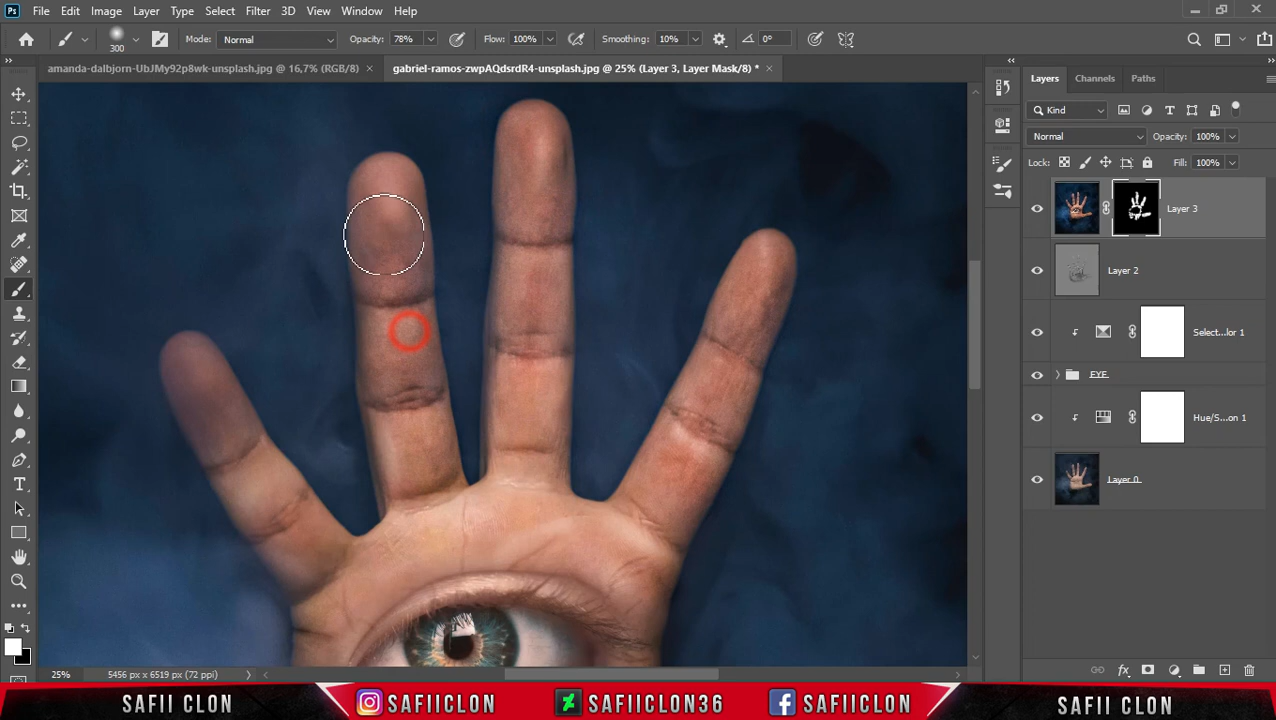 Ps File Edit Image Layer Type Select Filter 3D View Window Help
300 Mode: Normal Opacity: 78% Flow: 100% Smoothing: 10% 0°
amanda-dalbjorn-UbJMy92p8wk-unsplash.jpg @ 16,7% (RGB/8) × gabriel-ramos-zwpAQdsrdR4-unsplash.jpg @ 25% (Layer 3, Layer Mask/8) * ×
Layers Channels Paths
Kind
Normal Opacity: 100%
Lock: Fill: 100%
Layer 3
Layer 2
Select...lor 1
EYE
Hue/S...on 1
Layer 0
25% 5456 px x 6519 px (72 ppi)
SAFII CLON SAFIICLON SAFIICLON36 SAFIICLON SAFII CLON